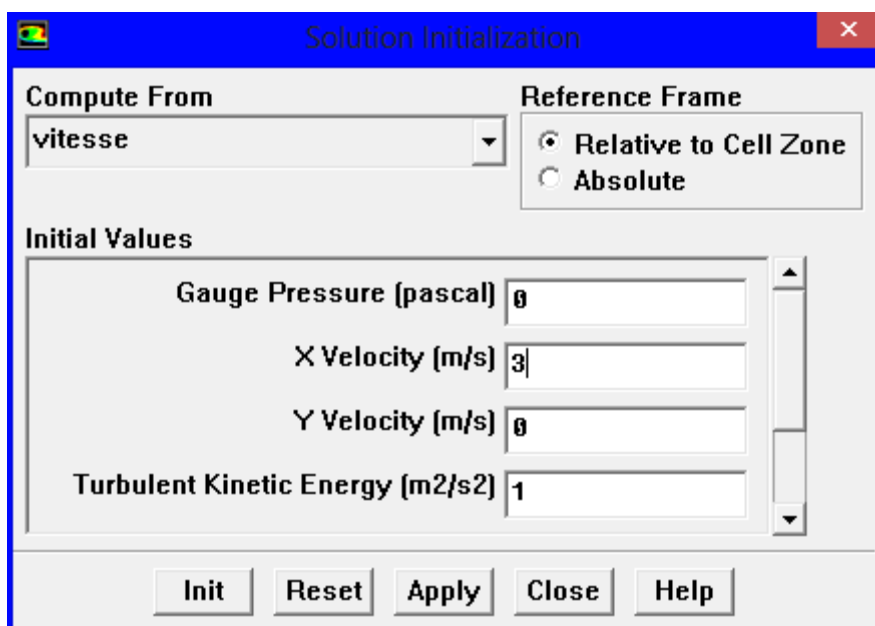 Solution Initialization
Compute From
vitesse
Reference Frame
Relative to Cell Zone
Absolute
Initial Values
Gauge Pressure (pascal) 0
X Velocity (m/s) 3
Y Velocity (m/s) 0
Turbulent Kinetic Energy (m2/s2) 1
Init Reset Apply Close Help